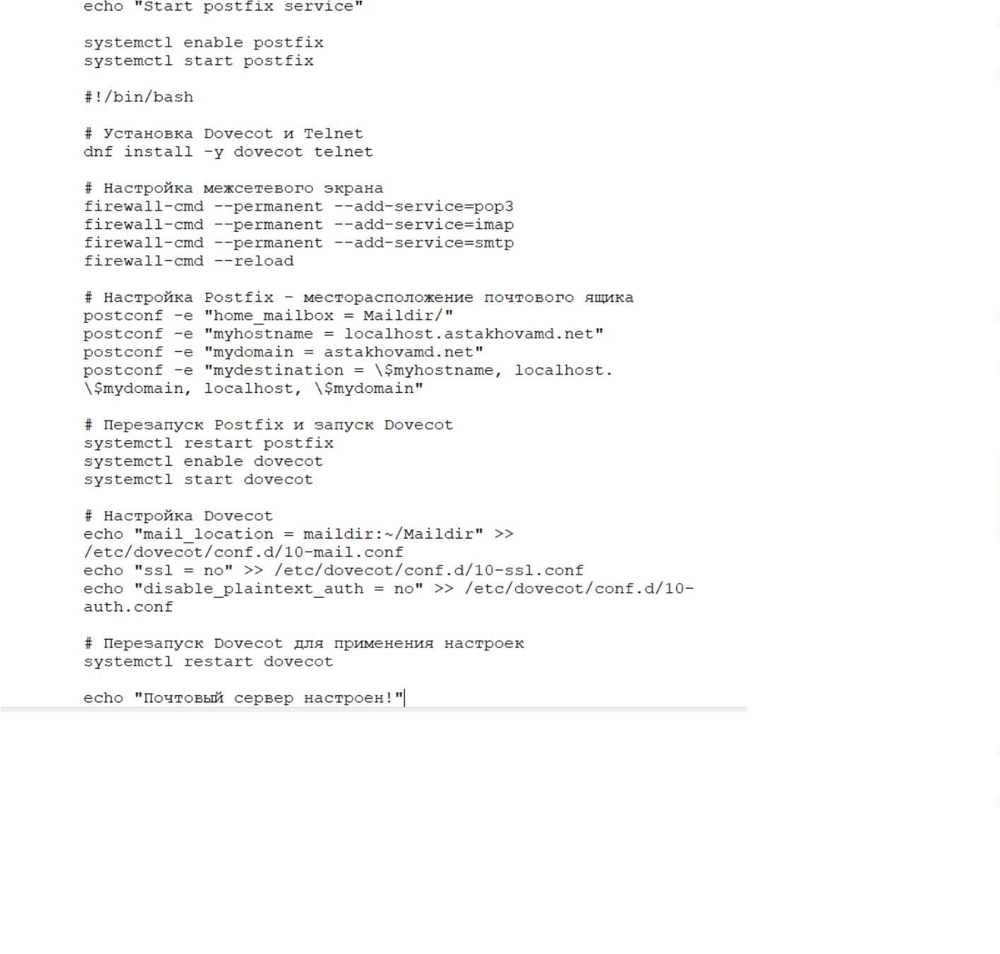 echo "Start postfix service"
systemctl enable postfix
systemctl start postfix
#!/bin/bash
# Установка Dovecot и Telnet
dnf install -y dovecot telnet
# Настройка межсетевого экрана
firewall-cmd --permanent --add-service=pop3
firewall-cmd --permanent --add-service=imap
firewall-cmd --permanent --add-service=smtp
firewall-cmd --reload
# Настройка Postfix - месторасположение почтового ящика
postconf -e "home_mailbox = Maildir/"
postconf -e "myhostname = localhost.astakhovamd.net"
postconf -e "mydomain = astakhovamd.net"
postconf -e "mydestination = \$myhostname, localhost.
\$mydomain, localhost, \$mydomain"
# Перезапуск Postfix и запуск Dovecot
systemctl restart postfix
systemctl enable dovecot
systemctl start dovecot
# Настройка Dovecot
echo "mail_location = maildir:~/Maildir" >>
/etc/dovecot/conf.d/10-mail.conf
echo "ssl = no" >> /etc/dovecot/conf.d/10-ssl.conf
echo "disable_plaintext_auth = no" >> /etc/dovecot/conf.d/10-
auth.conf
# Перезапуск Dovecot для применения настроек
systemctl restart dovecot
echo "Почтовый сервер настроен!"